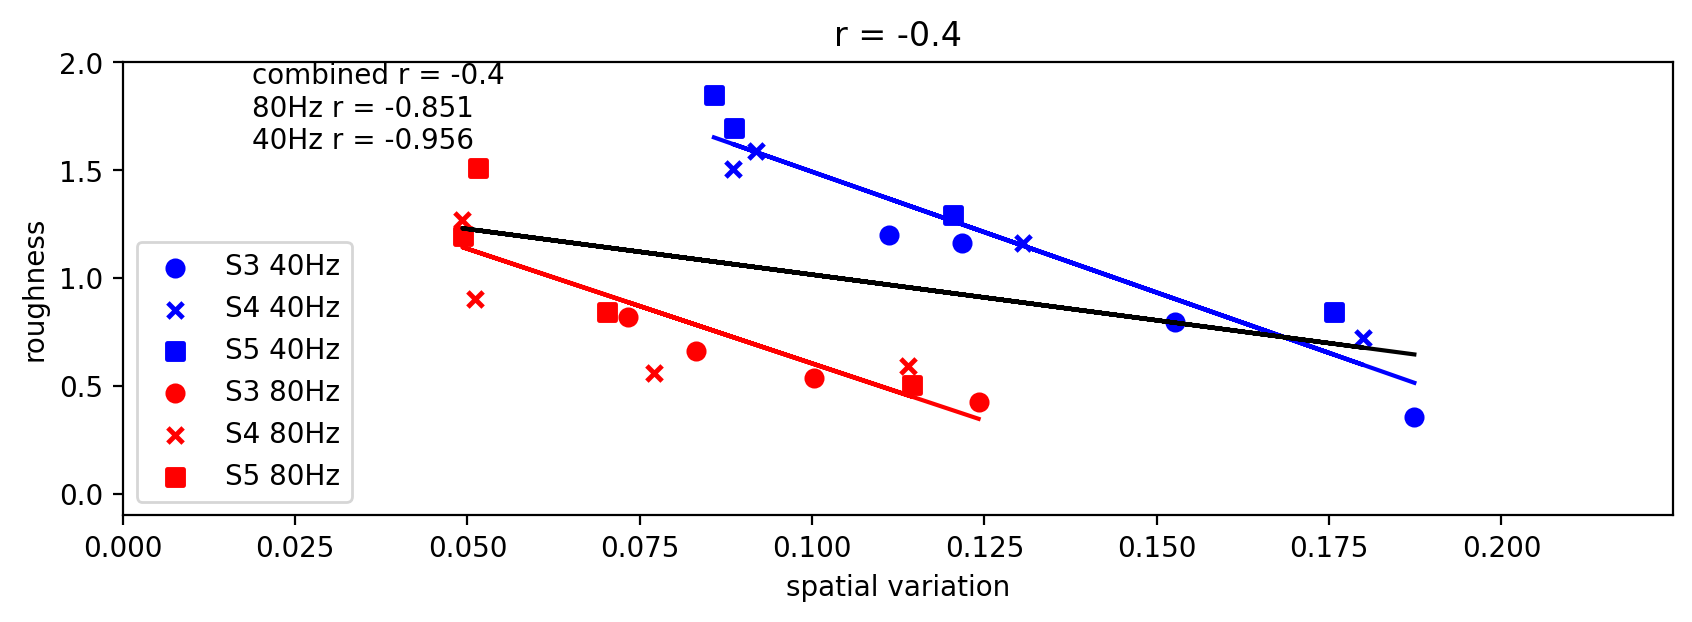 r = -0.4
combined r = -0.4
80Hz r = -0.851
40Hz r = -0.956
2.0
1.5
1.0
0.5
0.0
roughness
S3 40Hz
S4 40Hz
S5 40Hz
S3 80Hz
S4 80Hz
S5 80Hz
0.000 0.025 0.050 0.075 0.100 0.125 0.150 0.175 0.200
spatial variation